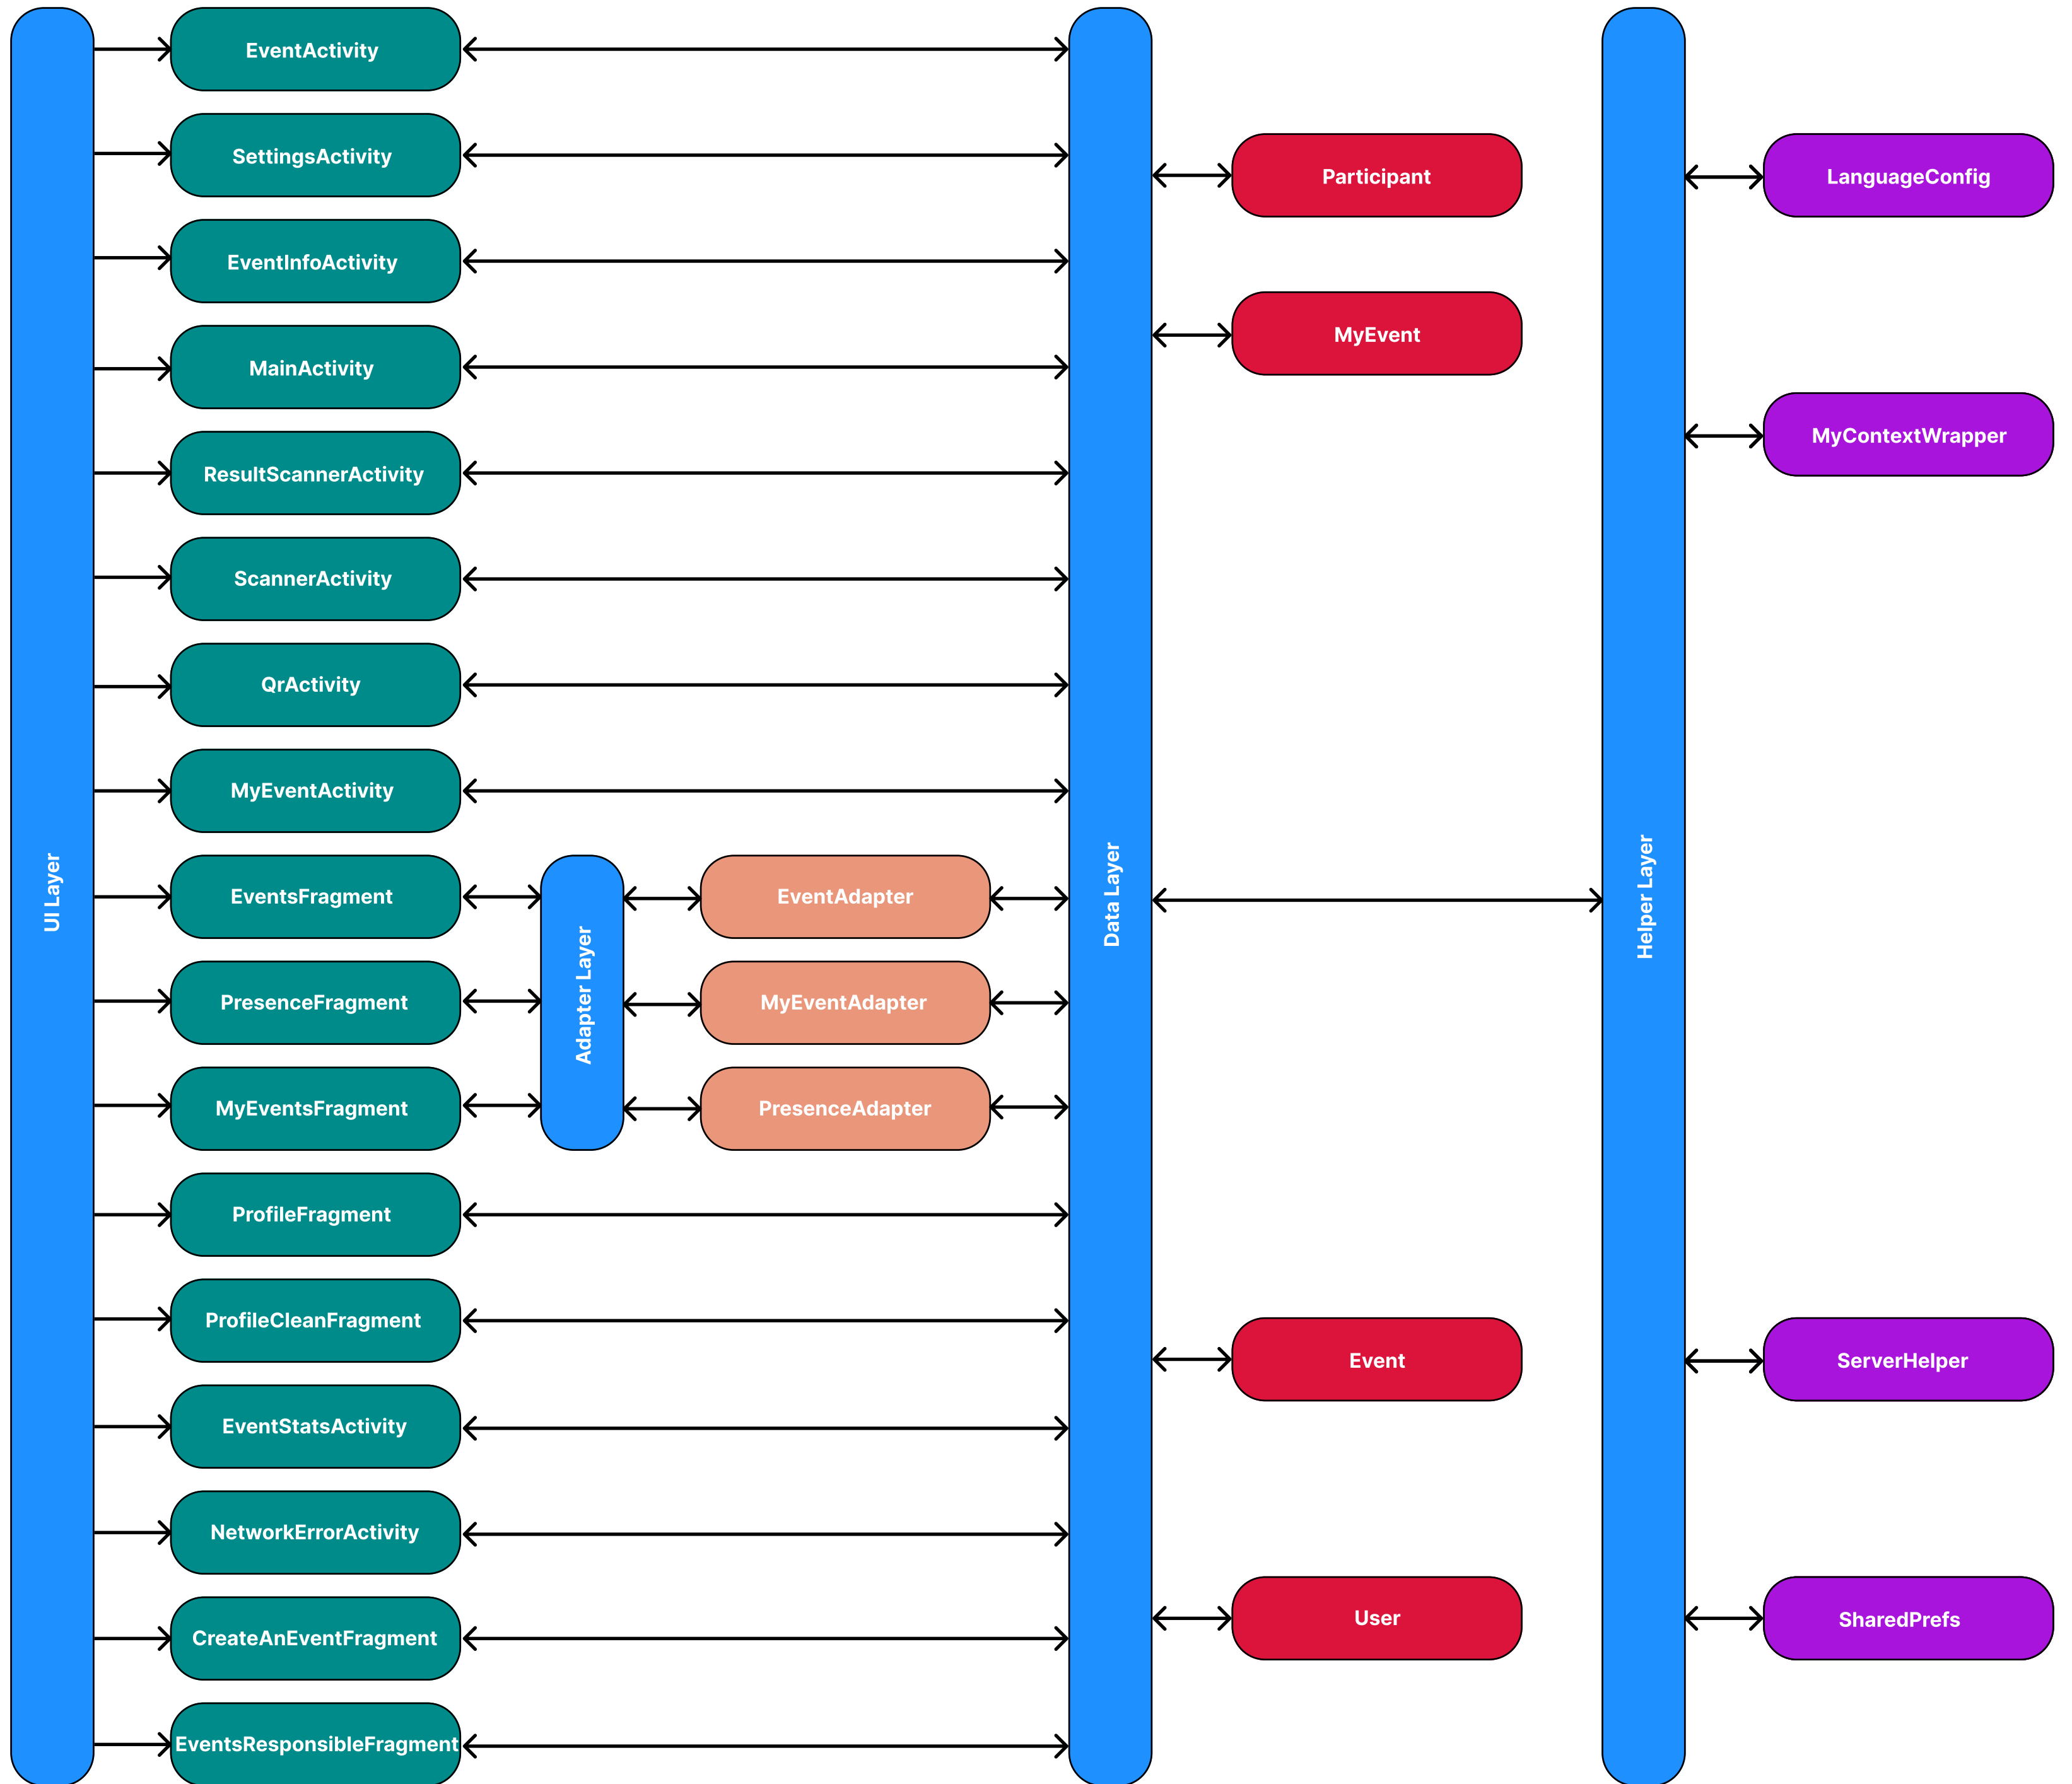 UI Layer
EventActivity
SettingsActivity
EventInfoActivity
MainActivity
ResultScannerActivity
ScannerActivity
QrActivity
MyEventActivity
EventsFragment
PresenceFragment
MyEventsFragment
ProfileFragment
ProfileCleanFragment
EventStatsActivity
NetworkErrorActivity
CreateAnEventFragment
EventsResponsibleFragment
Adapter Layer
EventAdapter
MyEventAdapter
PresenceAdapter
Data Layer
Participant
MyEvent
Event
User
Helper Layer
LanguageConfig
MyContextWrapper
ServerHelper
SharedPrefs